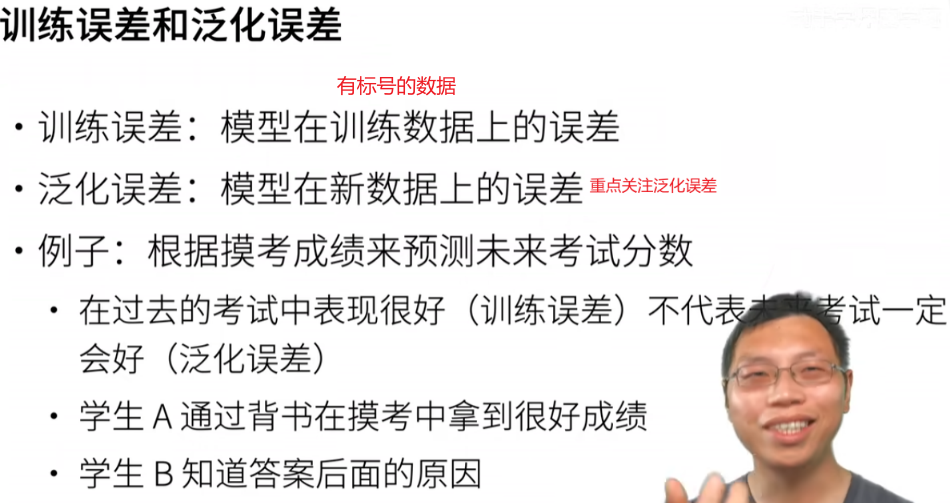 训练误差和泛化误差
有标号的数据
• 训练误差：模型在训练数据上的误差
• 泛化误差：模型在新数据上的误差 重点关注泛化误差
• 例子：根据摸考成绩来预测未来考试分数
• 在过去的考试中表现很好（训练误差）不代表未来考试一定
会好（泛化误差）
• 学生 A 通过背书在摸考中拿到很好成绩
• 学生 B 知道答案后面的原因